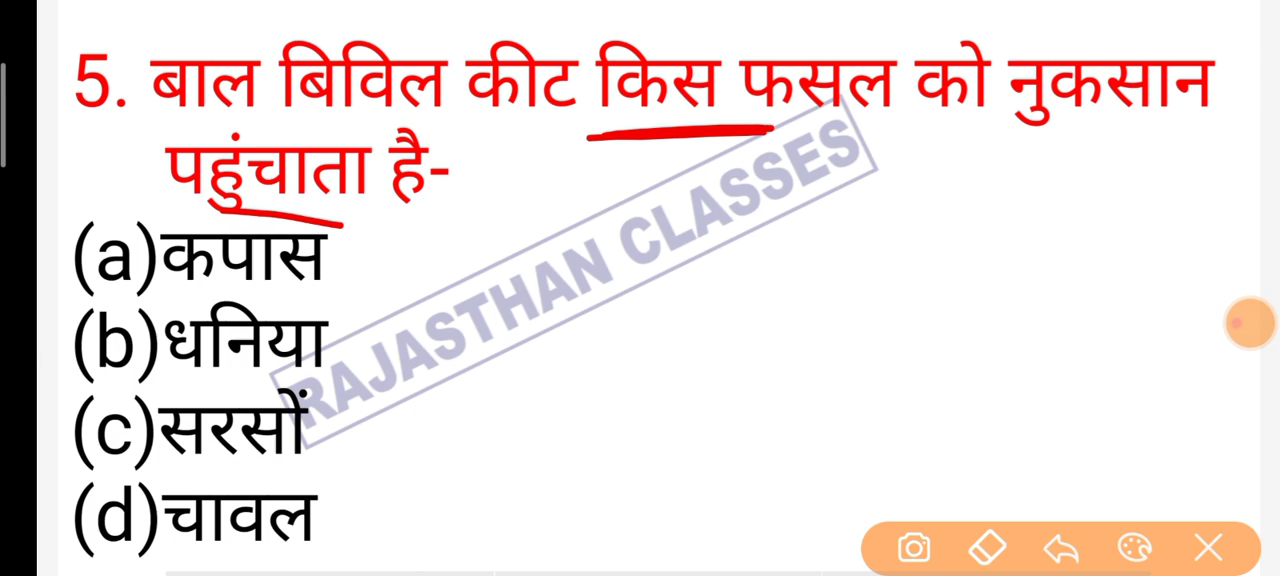 5. बाल बिविल कीट किस फसल को नुकसान
पहुंचाता है-
(a)कपास
(b)धनिया
(c)सरसों
(d)चावल
RAJASTHAN CLASSES